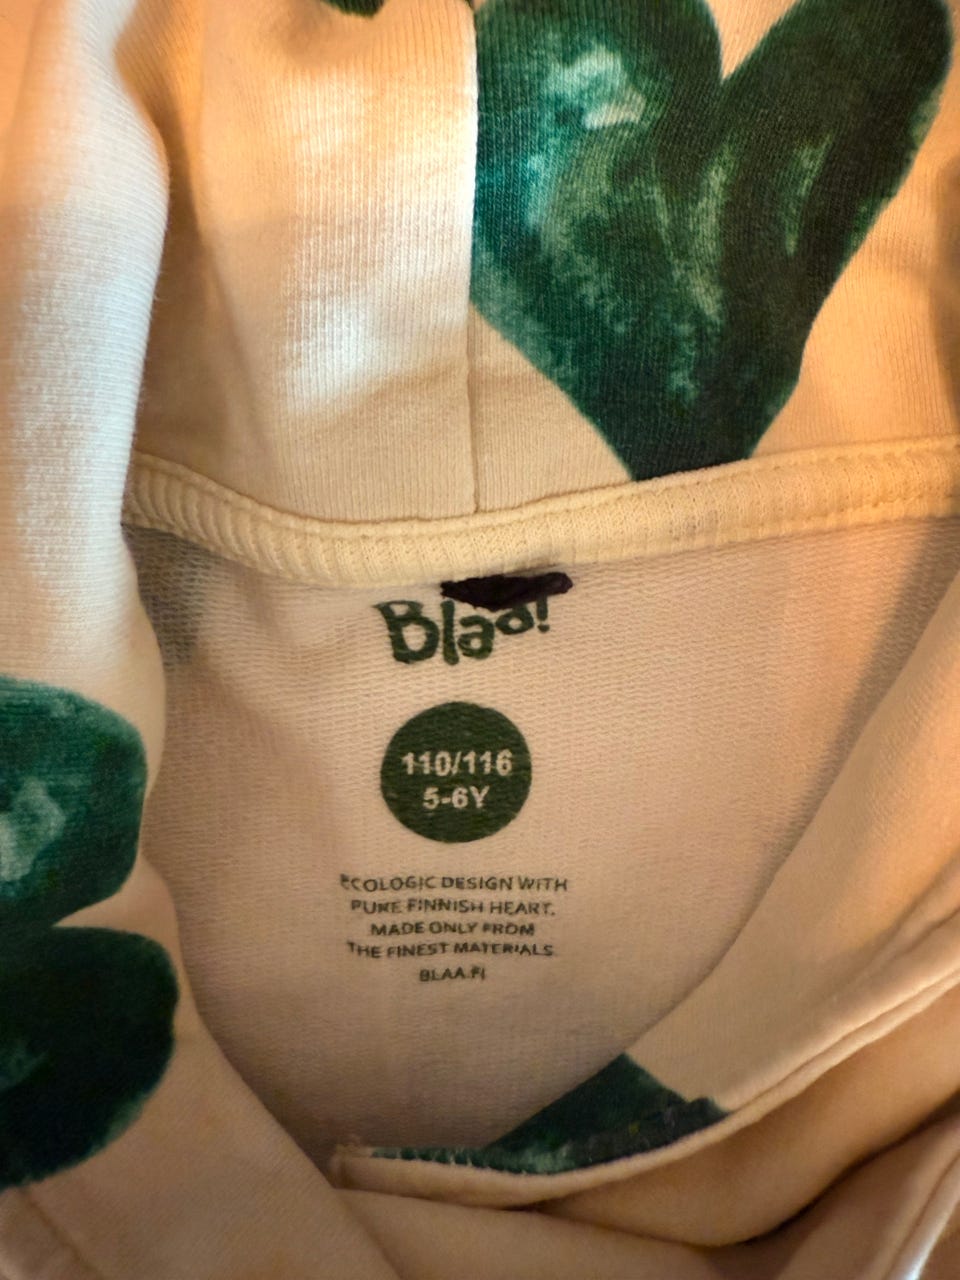 Blaa!
110/116
5-6Y
ECOLOGIC DESIGN WITH
PURE FINNISH HEART.
MADE ONLY FROM
THE FINEST MATERIALS.
BLAA.FI